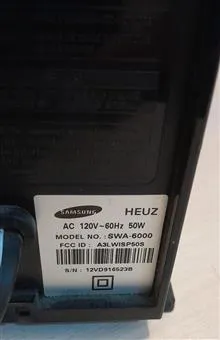 SAMSUNG HEUZ
AC 120V~60Hz 50W
MODEL NO. : SWA-6000
FCC ID : A3LWISP50S
S/N : 12VD916523B